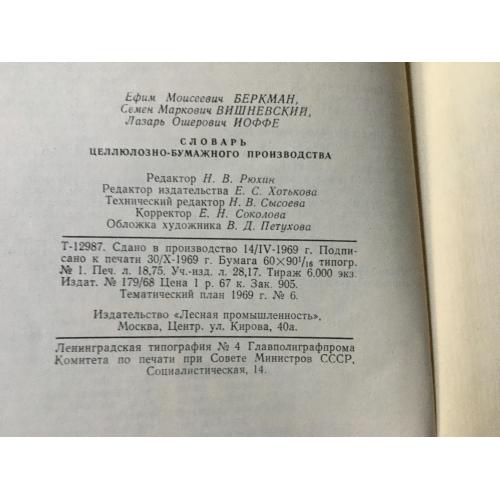 Ефим Моисеевич БЕРКМАН,
Семен Маркович ВИШНЕВСКИЙ,
Лазарь Ошерович ИОФФЕ
СЛОВАРЬ
ЦЕЛЛЮЛОЗНО-БУМАЖНОГО ПРОИЗВОДСТВА
Редактор Н. В. Рюхин
Редактор издательства Е. С. Хотькова
Технический редактор Н. В. Сысоева
Корректор Е. Н. Соколова
Обложка художника В. Д. Петухова
Т-12987. Сдано в производство 14/IV-1969 г. Подпи-
сано к печати 30/X-1969 г. Бумага 60×90¹/₁₆ типогр.
№ 1. Печ. л. 18,75. Уч.-изд. л. 28,17. Тираж 6.000 экз.
Издат. № 179/68 Цена 1 р. 67 к. Зак. 905.
Тематический план 1969 г. № 6.
Издательство «Лесная промышленность»,
Москва, Центр. ул. Кирова, 40а.
Ленинградская типография № 4 Главполиграфпрома
Комитета по печати при Совете Министров СССР,
Социалистическая, 14.